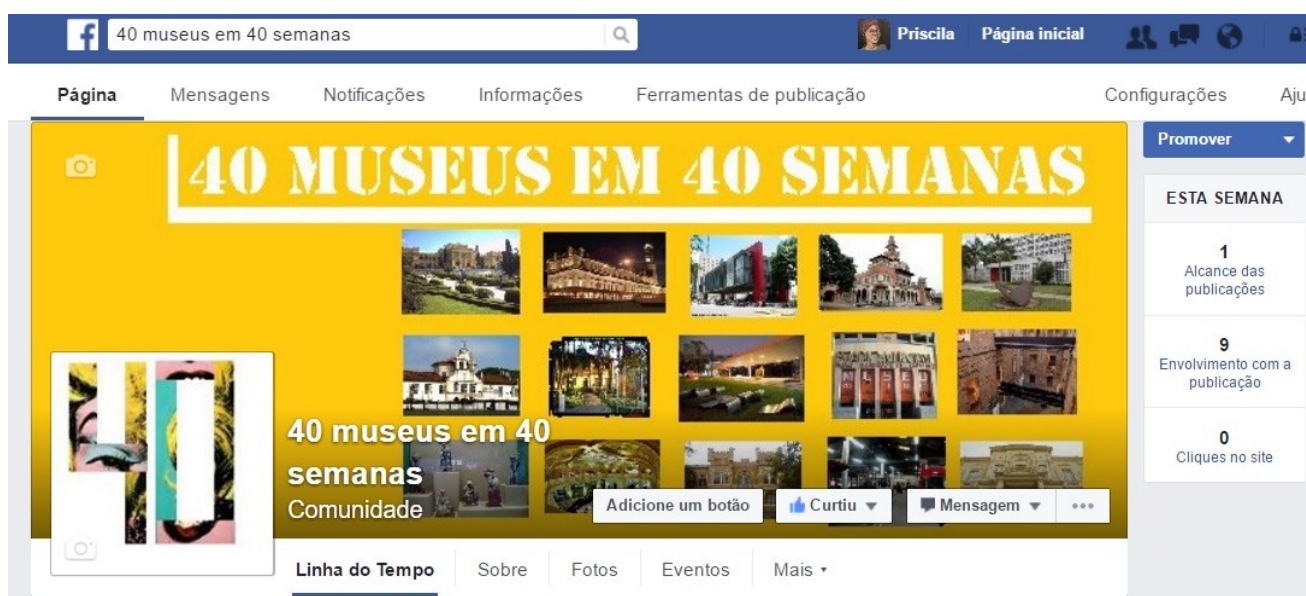 f 40 museus em 40 semanas Priscila Página inicial
Página Mensagens Notificações Informações Ferramentas de publicação Configurações Aju
40 MUSEUS EM 40 SEMANAS
Promover
ESTA SEMANA
1
Alcance das
publicações
9
Envolvimento com a
publicação
0
Cliques no site
40
40 museus em 40
semanas
Comunidade
Adicione um botão Curtiu Mensagem
Linha do Tempo Sobre Fotos Eventos Mais